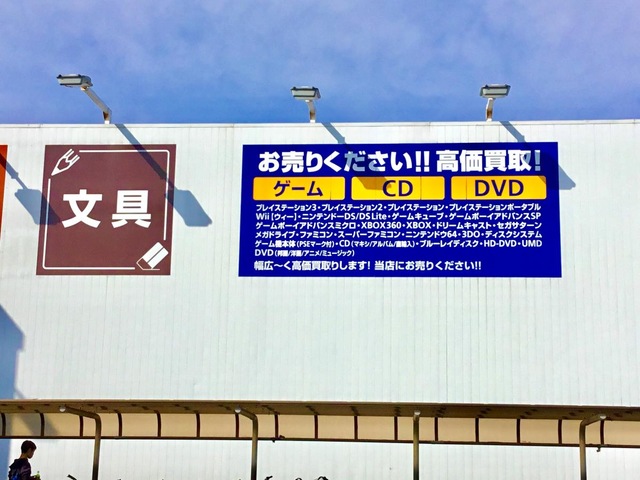 文具
お売りください!! 高価買取!
ゲーム CD DVD
プレイステーション3・プレイステーション2・プレイステーション・プレイステーションポータブル
Wii[ウィー]・ニンテンドーDS/DS Lite・ゲームキューブ・ゲームボーイアドバンスSP
ゲームボーイアドバンスミクロ・XBOX360・XBOX・ドリームキャスト・セガサターン
メガドライブ・ファミコン・スーパーファミコン・ニンテンドウ64・3DO・ディスクシステム
ゲーム機本体(PSEマーク付)・CD(マキシ/アルバム/書籍入)・ブルーレイディスク・HD-DVD・UMD
DVD(邦画/洋画/アニメ/ミュージック)
幅広〜く高価買取りします! 当店にお売りください!!